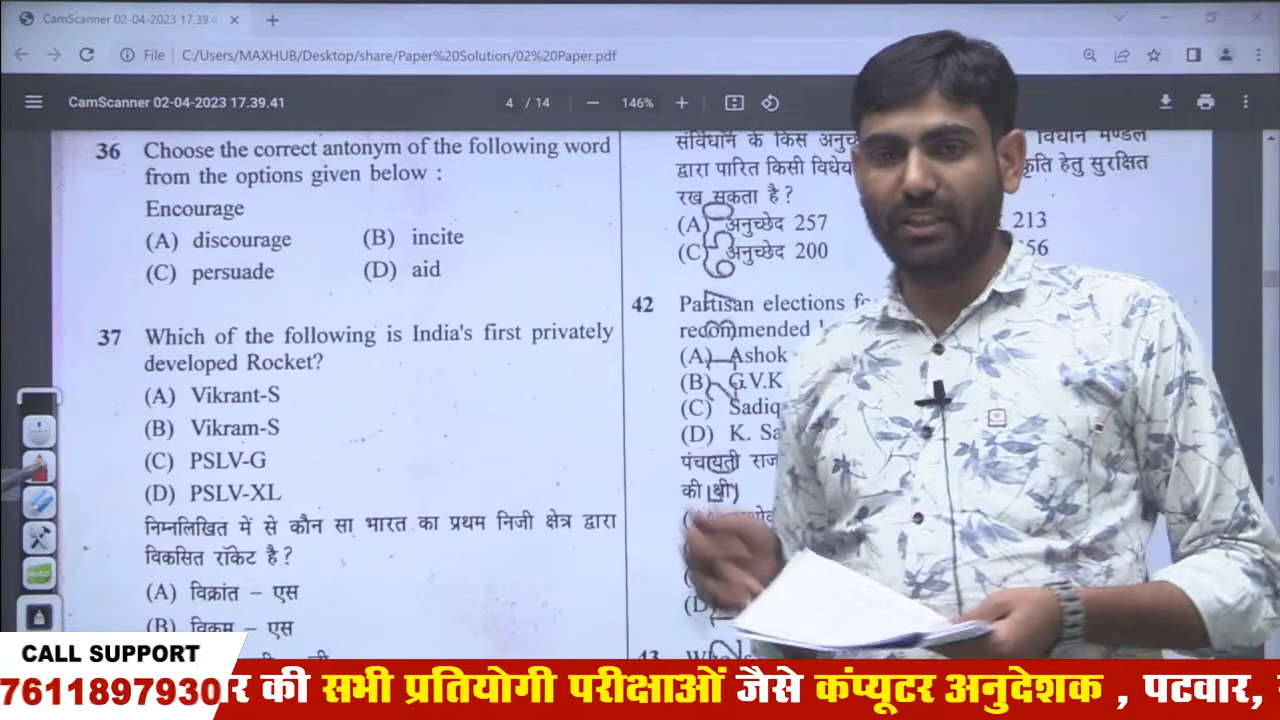 CamScanner 02-04-2023 17.39.4
File C:/Users/MAXHUB/Desktop/share/Paper%20Solution/02%20Paper.pdf
CamScanner 02-04-2023 17.39.41
4 / 14
146%
36 Choose the correct antonym of the following word
from the options given below :
Encourage
(A) discourage (B) incite
(C) persuade (D) aid
37 Which of the following is India's first privately
developed Rocket?
(A) Vikrant-S
(B) Vikram-S
(C) PSLV-G
(D) PSLV-XL
निम्नलिखित में से कौन सा भारत का प्रथम निजी क्षेत्र द्वारा
विकसित रॉकेट है ?
(A) विक्रांत – एस
(B) विक्रम – एस
संविधान के किस विधान मण्डल
द्वारा पारित किसी हेतु सुरक्षित
रख सकता है ?
(A) अनुच्छेद 257 213
(C) अनुच्छेद 200 56
42 Partisan elections
recommended
(A) Ashok
(B) G.V.K
(C) Sadiq
(D) K.
पंचायती राज
की थी
(D)
43
CALL SUPPORT
7611897930
की सभी प्रतियोगी परीक्षाओं जैसे कंप्यूटर अनुदेशक , पटवार,